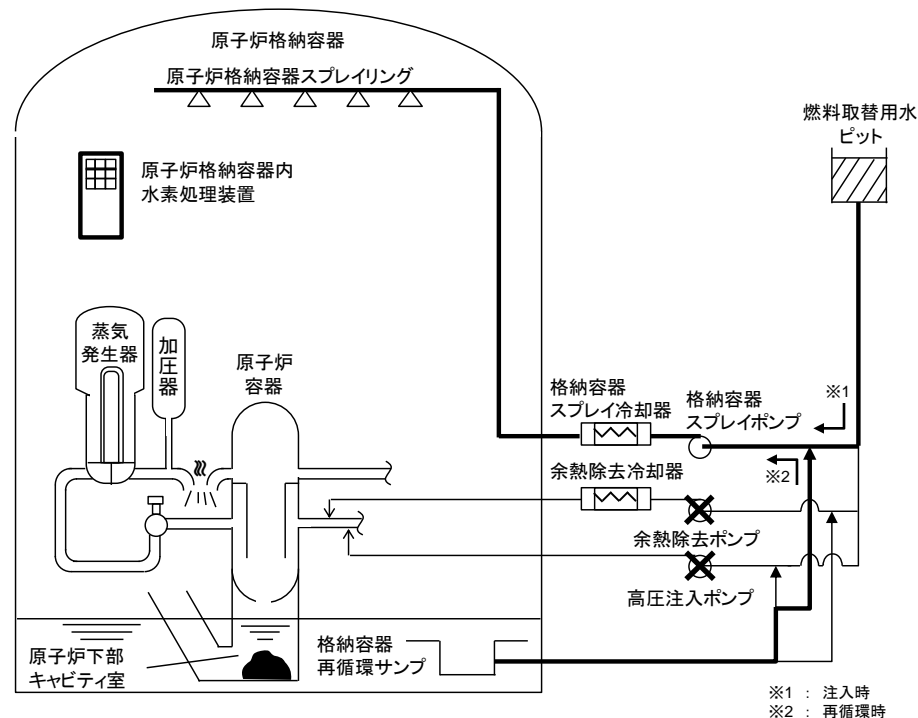 原子炉格納容器
原子炉格納容器スプレイリング
燃料取替用水
ピット
原子炉格納容器内
水素処理装置
蒸気
発生器
加圧器
原子炉
容器
格納容器
スプレイ冷却器
格納容器
スプレイポンプ
※1
※2
余熱除去冷却器
余熱除去ポンプ
高圧注入ポンプ
原子炉下部
キャビティ室
格納容器
再循環サンプ
※1 : 注入時
※2 : 再循環時